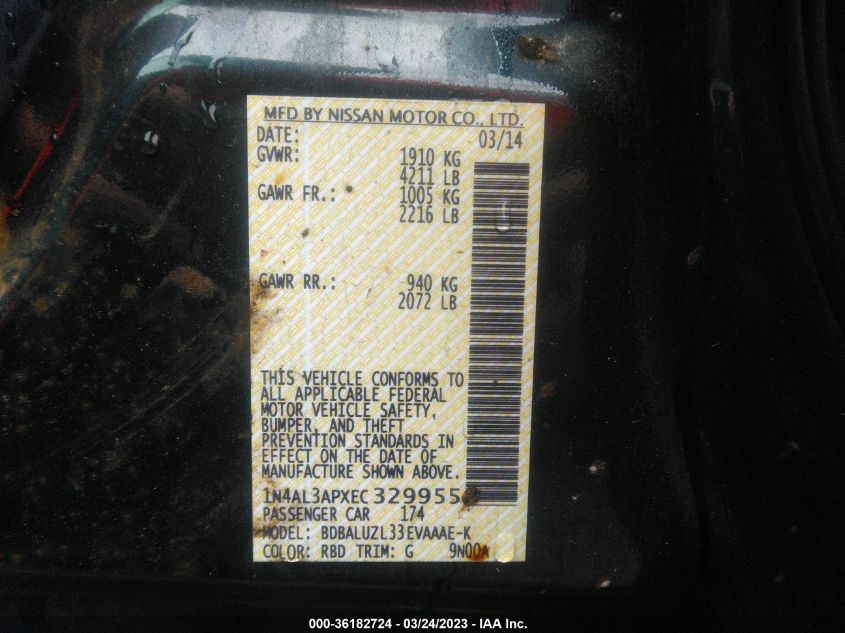 MFD BY NISSAN MOTOR CO., LTD.
DATE: 03/14
GVWR: 1910 KG
4211 LB
GAWR FR.: 1005 KG
2216 LB
GAWR RR.: 940 KG
2072 LB
THIS VEHICLE CONFORMS TO
ALL APPLICABLE FEDERAL
MOTOR VEHICLE SAFETY,
BUMPER, AND THEFT
PREVENTION STANDARDS IN
EFFECT ON THE DATE OF
MANUFACTURE SHOWN ABOVE.
1N4AL3APXEC329955
PASSENGER CAR 174
MODEL: BDBALUZL33EVAAAE-K
COLOR: RBD TRIM: G 9N00A
000-36182724 — 03/24/2023 — IAA Inc.